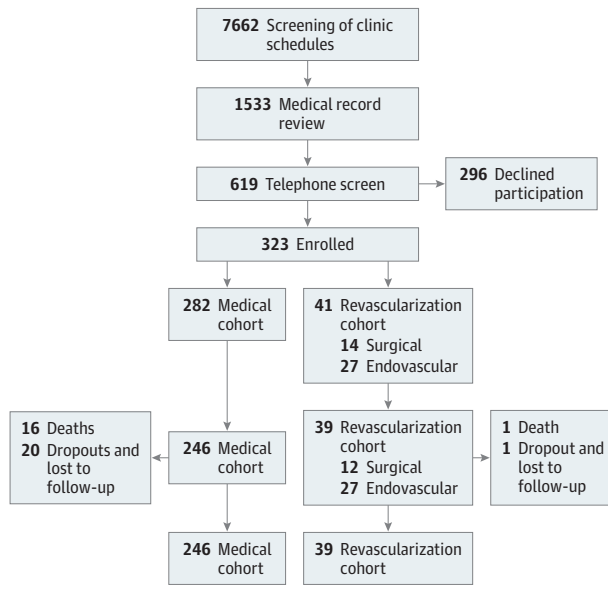 7662 Screening of clinic
schedules
1533 Medical record
review
619 Telephone screen
296 Declined
participation
323 Enrolled
282 Medical
cohort
41 Revascularization
cohort
14 Surgical
27 Endovascular
16 Deaths
20 Dropouts and
lost to
follow-up
246 Medical
cohort
39 Revascularization
cohort
12 Surgical
27 Endovascular
1 Death
1 Dropout and
lost to
follow-up
246 Medical
cohort
39 Revascularization
cohort